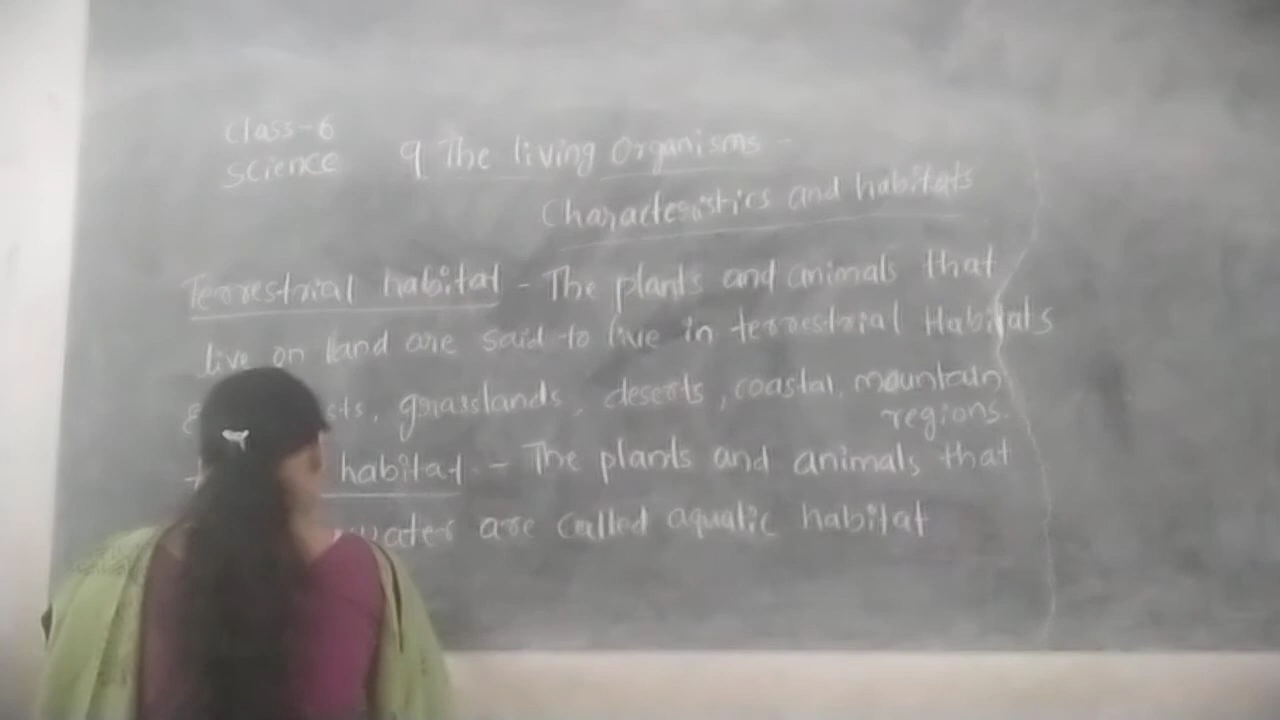 Class-6
Science
9 The living Organisms -
Characteristics and habitats
Terrestrial habitat - The plants and animals that
live on land are said to live in terrestrial Habitats
grasslands, deserts, coastal, mountain
regions.
habitat - The plants and animals that
water are called aquatic habitat